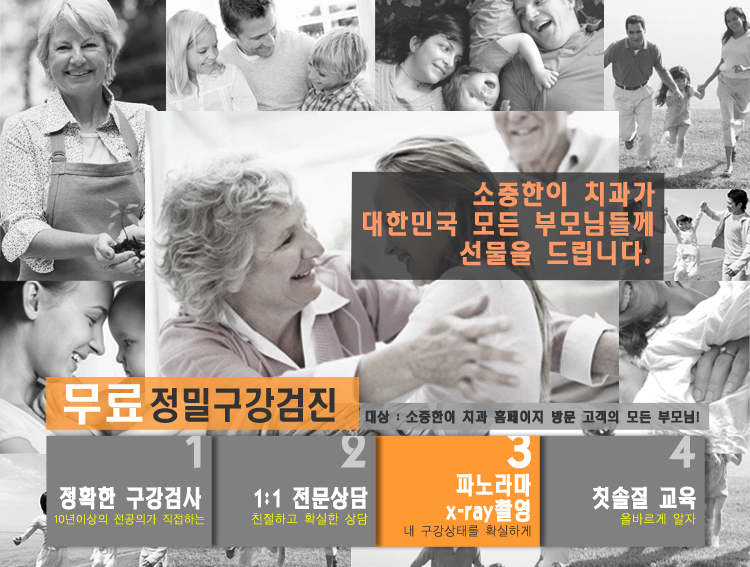 소중한이 치과가
대한민국 모든 부모님들께
선물을 드립니다.
무료 정밀구강검진
대상 : 소중한이 치과 홈페이지 방문 고객의 모든 부모님!
1
정확한 구강검사
10년이상의 전공의가 직접하는
2
1:1 전문상담
친절하고 확실한 상담
3
파노라마
x-ray촬영
내 구강상태를 확실하게
4
칫솔질 교육
올바르게 알자